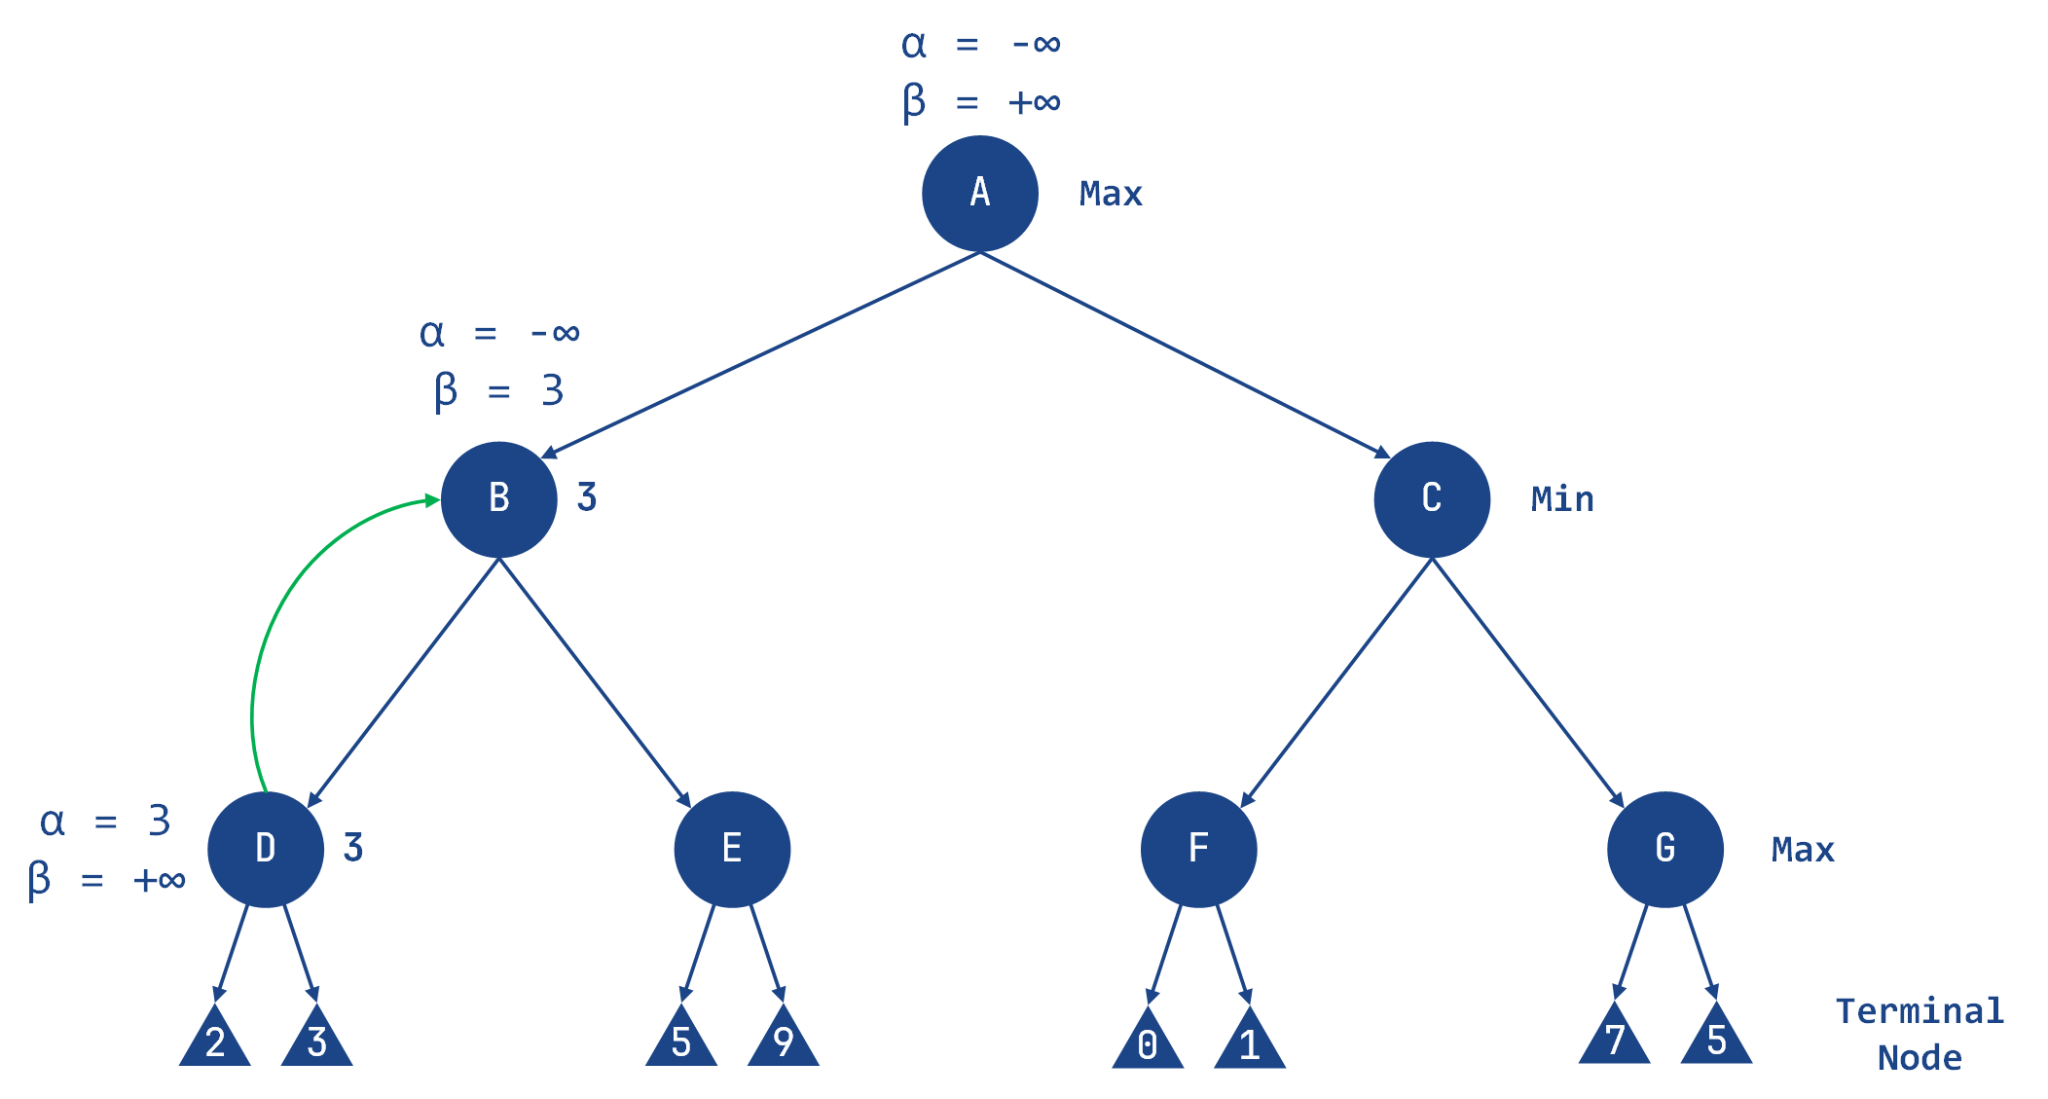 α = -∞
β = +∞
A Max
α = -∞
β = 3
B 3 C Min
α = 3
β = +∞
D 3 E F G Max
2 3 5 9 0 1 7 5
Terminal
Node